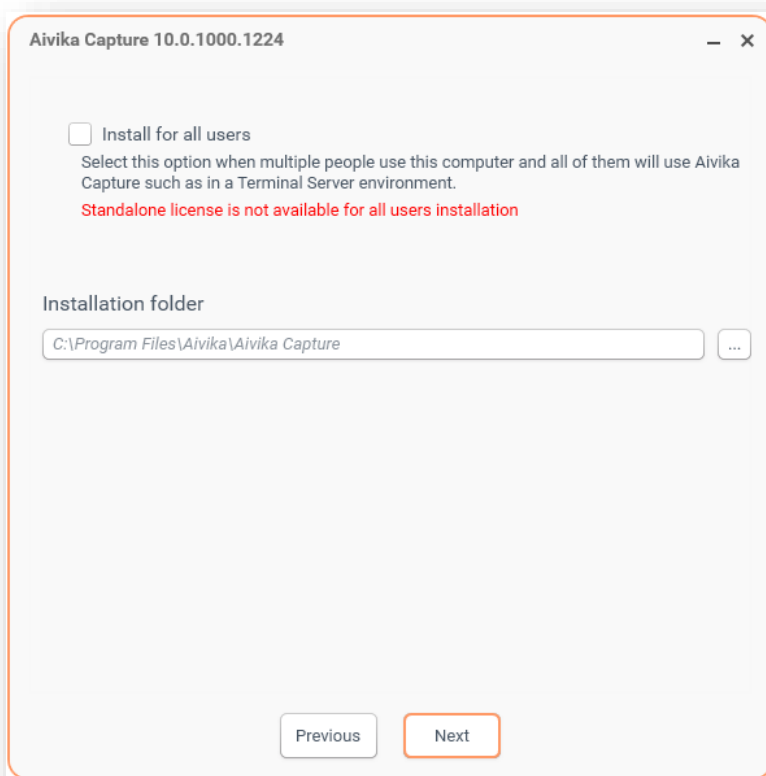 Aivika Capture 10.0.1000.1224
Install for all users
Select this option when multiple people use this computer and all of them will use Aivika
Capture such as in a Terminal Server environment.
Standalone license is not available for all users installation
Installation folder
C:\Program Files\Aivika\Aivika Capture
...
Previous
Next